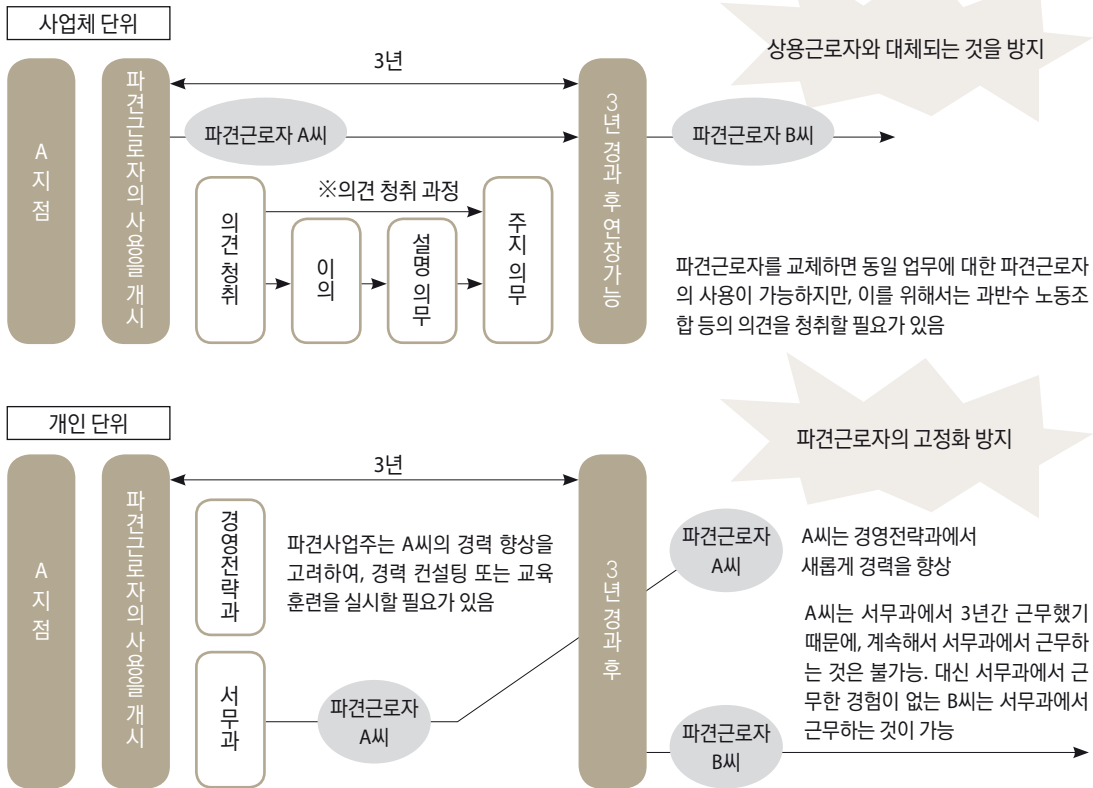 사업체 단위
상용근로자와 대체되는 것을 방지
A지점
파견근로자의 사용을 개시
3년
파견근로자 A씨
※의견 청취 과정
의견 청취
이의
설명 의무
주지 의무
3년 경과 후 연장가능
파견근로자 B씨
파견근로자를 교체하면 동일 업무에 대한 파견근로자
의 사용이 가능하지만, 이를 위해서는 과반수 노동조
합 등의 의견을 청취할 필요가 있음
개인 단위
파견근로자의 고정화 방지
A지점
파견근로자의 사용을 개시
3년
경영전략과
파견사업주는 A씨의 경력 향상을
고려하여, 경력 컨설팅 또는 교육
훈련을 실시할 필요가 있음
서무과
파견근로자
A씨
3년 경과 후
파견근로자
A씨
A씨는 경영전략과에서
새롭게 경력을 향상
A씨는 서무과에서 3년간 근무했기
때문에, 계속해서 서무과에서 근무하
는 것은 불가능. 대신 서무과에서 근
무한 경험이 없는 B씨는 서무과에서
근무하는 것이 가능
파견근로자
B씨